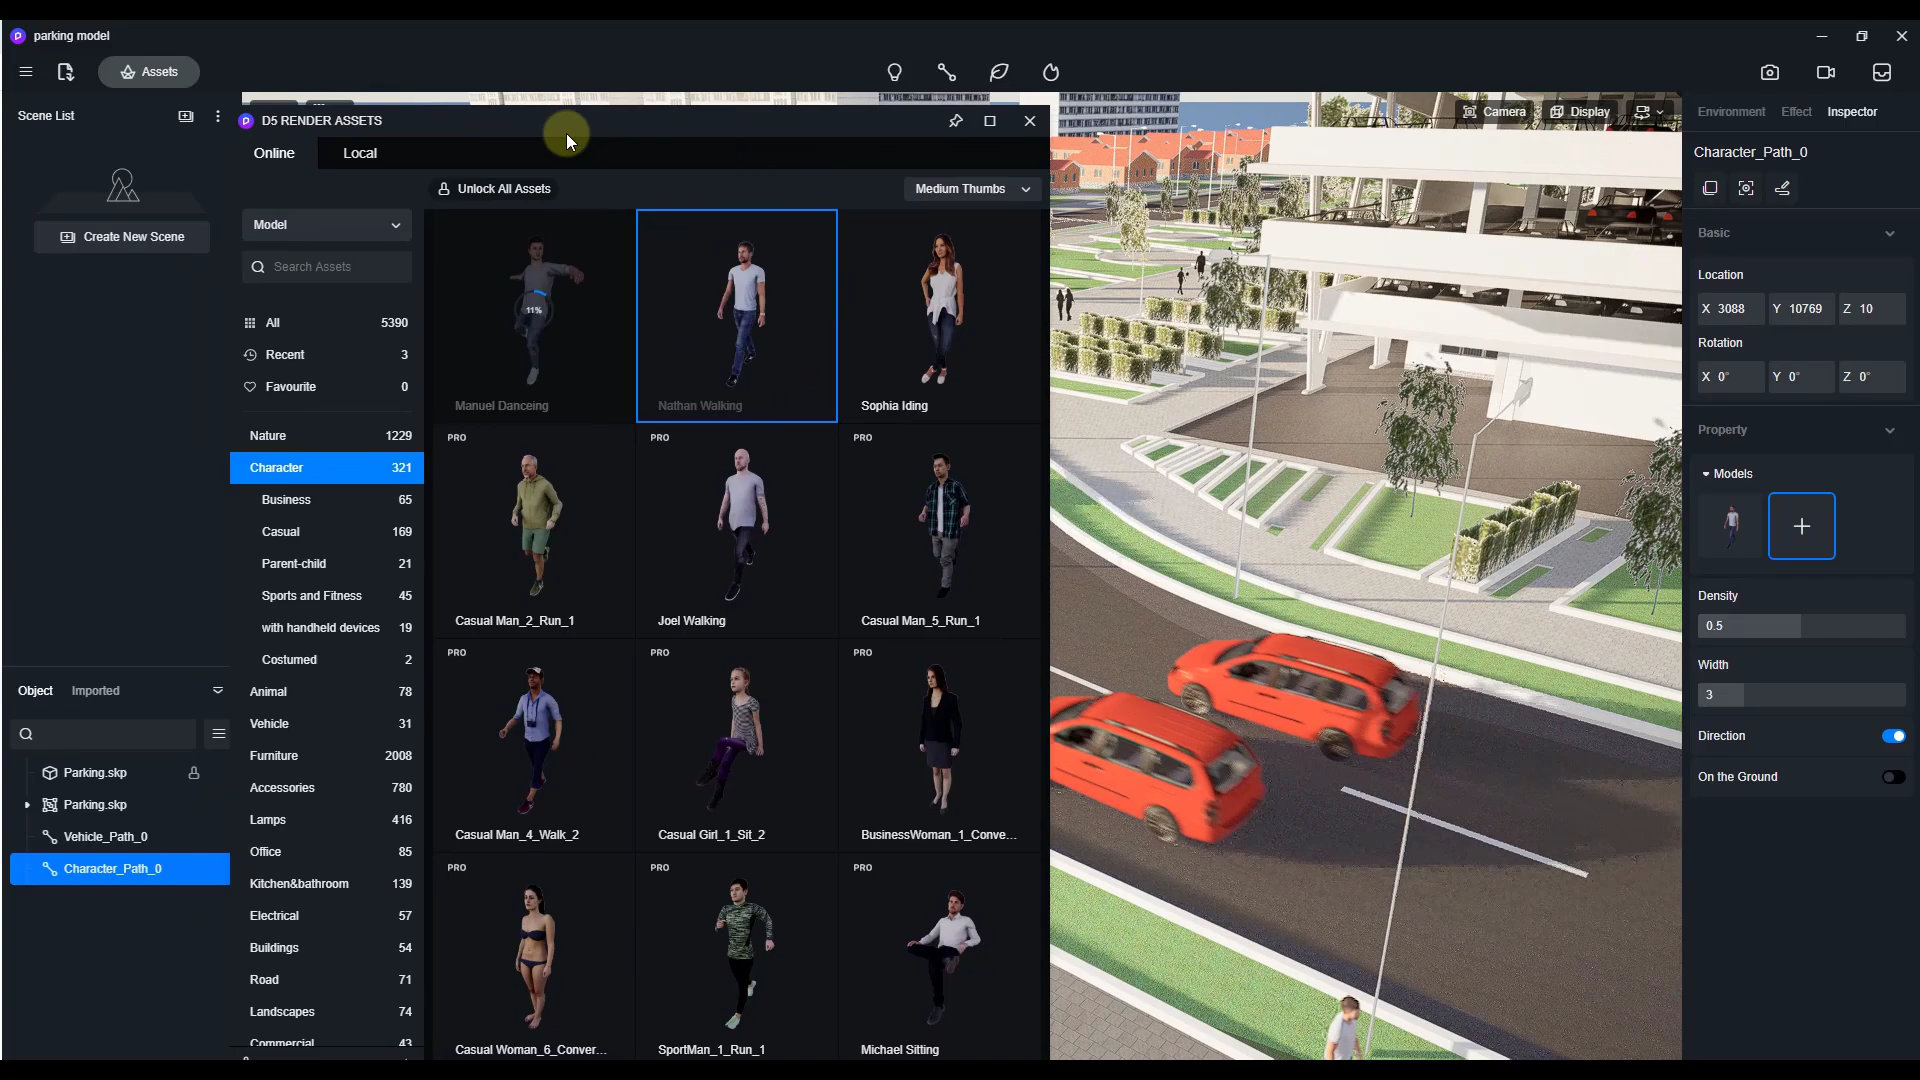 parking model
Assets
Scene List
Create New Scene
D5 RENDER ASSETS
Online
Local
Unlock All Assets
Medium Thumbs
Model
Search Assets
All 5390
Recent 3
Favourite 0
Nature 1229
Character 321
Business 65
Casual 169
Parent-child 21
Sports and Fitness 45
with handheld devices 19
Costumed 2
Animal 78
Vehicle 31
Furniture 2008
Accessories 780
Lamps 416
Office 85
Kitchen&bathroom 139
Electrical 57
Buildings 54
Road 71
Landscapes 74
Commercial 43
11%
Manuel Danceing
Nathan Walking
Sophia Iding
PRO
PRO
PRO
Casual Man_2_Run_1
Joel Walking
Casual Man_5_Run_1
PRO
PRO
PRO
Casual Man_4_Walk_2
Casual Girl_1_Sit_2
BusinessWoman_1_Conve...
PRO
PRO
PRO
Casual Woman_6_Conver...
SportMan_1_Run_1
Michael Sitting
Object
Imported
Parking.skp
Parking.skp
Vehicle_Path_0
Character_Path_0
Camera
Display
Environment
Effect
Inspector
Character_Path_0
Basic
Location
X 3088
Y 10769
Z 10
Rotation
X 0°
Y 0°
Z 0°
Property
Models
Density
0.5
Width
3
Direction
On the Ground